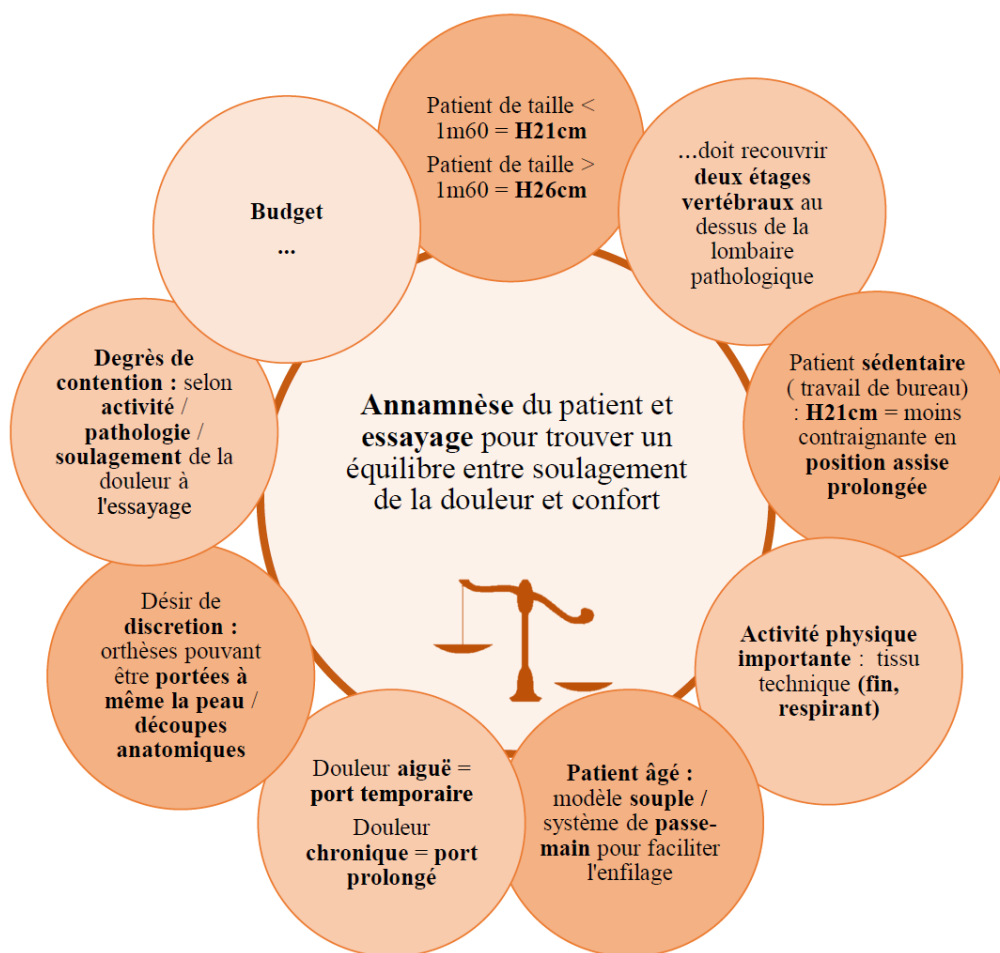 Patient de taille <
1m60 = H21cm
Patient de taille >
1m60 = H26cm
...doit recouvrir
deux étages
vertébraux au
dessus de la
lombaire
pathologique
Patient sédentaire
( travail de bureau)
: H21cm = moins
contraignante en
position assise
prolongée
Activité physique
importante : tissu
technique (fin,
respirant)
Patient âgé :
modèle souple /
système de passe-
main pour faciliter
l'enfilage
Douleur aiguë =
port temporaire
Douleur
chronique = port
prolongé
Désir de
discretion :
orthèses pouvant
être portées à
même la peau /
découpes
anatomiques
Degrès de
contention : selon
activité /
pathologie /
soulagement de la
douleur à
l'essayage
Budget
...
Annamnèse du patient et
essayage pour trouver un
équilibre entre soulagement
de la douleur et confort